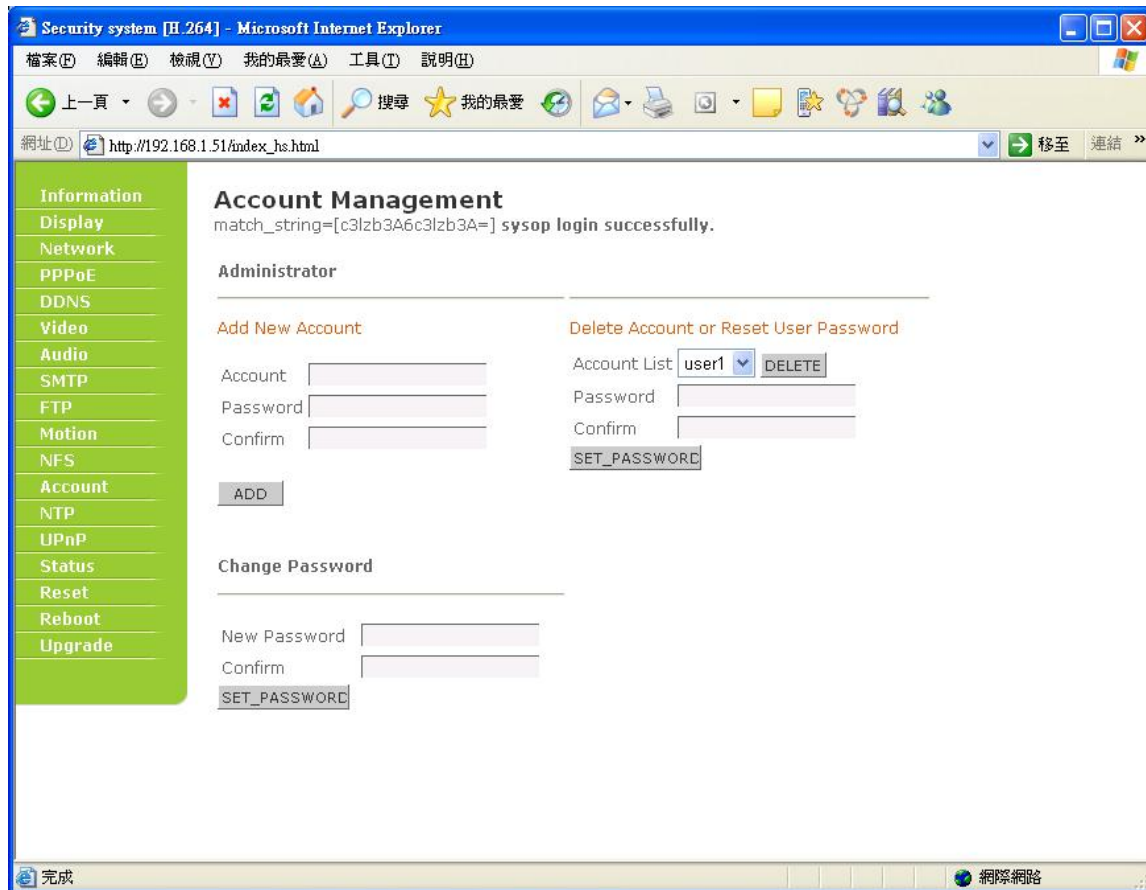 Security system [H.264] - Microsoft Internet Explorer
檔案(F) 編輯(E) 檢視(V) 我的最愛(A) 工具(T) 說明(H)
上一頁 搜尋 我的最愛
網址(D) http://192.168.1.51/index_hs.html 移至 連結 »
Information
Display
Network
PPPoE
DDNS
Video
Audio
SMTP
FTP
Motion
NFS
Account
NTP
UPnP
Status
Reset
Reboot
Upgrade
Account Management
match_string=[c3lzb3A6c3lzb3A=] sysop login successfully.
Administrator
Add New Account
Account
Password
Confirm
ADD
Delete Account or Reset User Password
Account List user1 DELETE
Password
Confirm
SET_PASSWORD
Change Password
New Password
Confirm
SET_PASSWORD
完成 網際網路